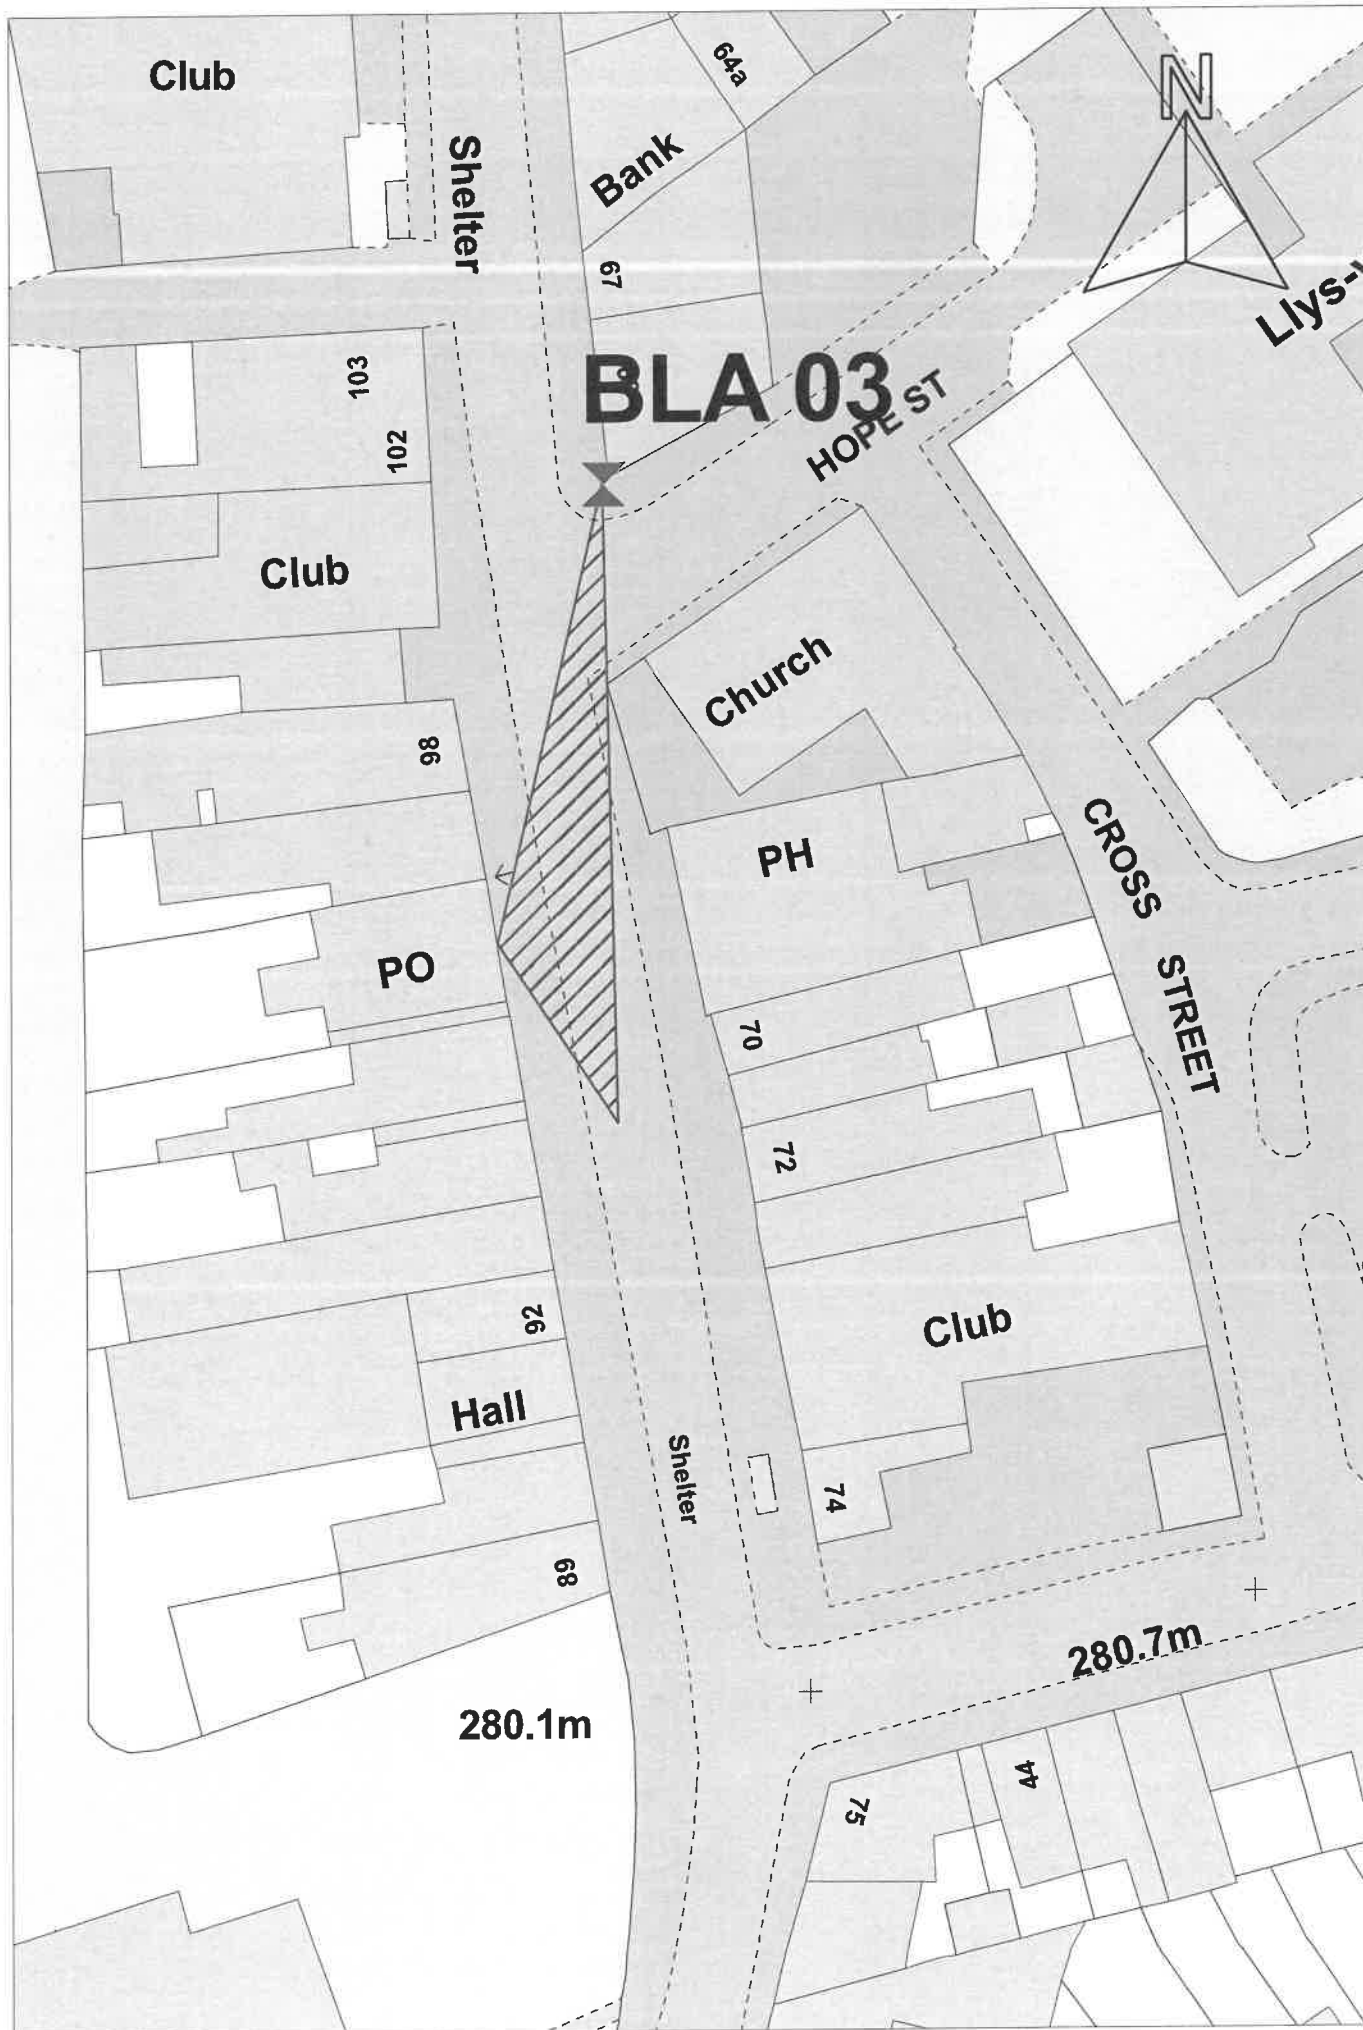 Club
64a
N
Shelter
Bank
67
Llys-
103
BLA 03
HOPE ST
102
Club
Church
98
PH
CROSS STREET
PO
70
72
92
Club
Hall
Shelter
74
68
280.7m
280.1m
44
75